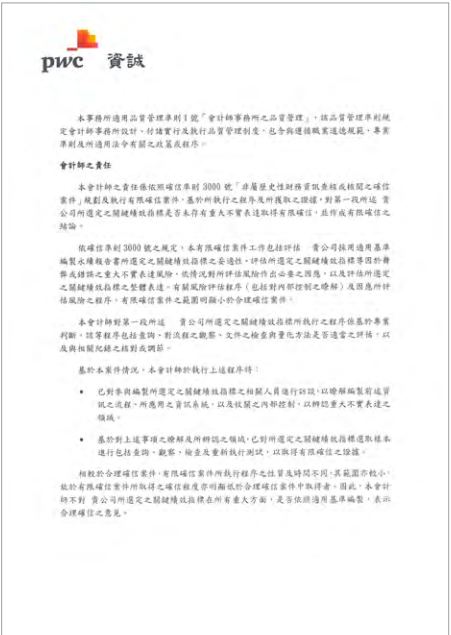 pwc 資誠
本事務所適用品質管理準則1號「會計師事務所之品質管理」，該品質管理準則規
定會計師事務所設計、付諸實行及執行品質管理制度，包含與遵循職業道德規範、專業
準則及所適用法令有關之政策或程序。
會計師之責任
本會計師之責任係依照確信準則 3000 號「非屬歷史性財務資訊查核或核閱之確信
案件」規劃及執行有限確信案件，基於所執行之程序及所獲取之證據，對第一段所述 貴
公司所選定之關鍵績效指標是否未存有重大不實表達取得有限確信，並作成有限確信之
結論。
依確信準則 3000 號之規定，本有限確信案件工作包括評估 貴公司採用適用基準
編製永續報告書所選定之關鍵績效指標之妥適性、評估所選定之關鍵績效指標導因於舞
弊或錯誤之重大不實表達風險、依情況對所評估風險作出必要之因應，以及評估所選定
之關鍵績效指標之整體表達。有關風險評估程序（包括對內部控制之瞭解）及因應所評
估風險之程序，有限確信案件之範圍明顯小於合理確信案件。
本會計師對第一段所述 貴公司所選定之關鍵績效指標所執行之程序係基於專業
判斷，該等程序包括查詢、對流程之觀察、文件之檢查與量化方法是否適當之評估，以
及與相關紀錄之核對或調節。
基於本案件情況，本會計師於執行上述程序時：
• 已對參與編製所選定之關鍵績效指標之相關人員進行訪談，以瞭解編製前述資
訊之流程、所應用之資訊系統，以及攸關之內部控制，以辨認重大不實表達之
領域。
• 基於對上述事項之瞭解及所辨認之領域，已對所選定之關鍵績效指標選取樣本
進行包括查詢、觀察、檢查及重新執行測試，以取得有限確信之證據。
相較於合理確信案件，有限確信案件所執行程序之性質及時間不同，其範圍亦較小，
故於有限確信案件所取得之確信程度亦明顯低於合理確信案件中取得者。因此，本會計
師不對 貴公司所選定之關鍵績效指標在所有重大方面，是否依照適用基準編製，表示
合理確信之意見。